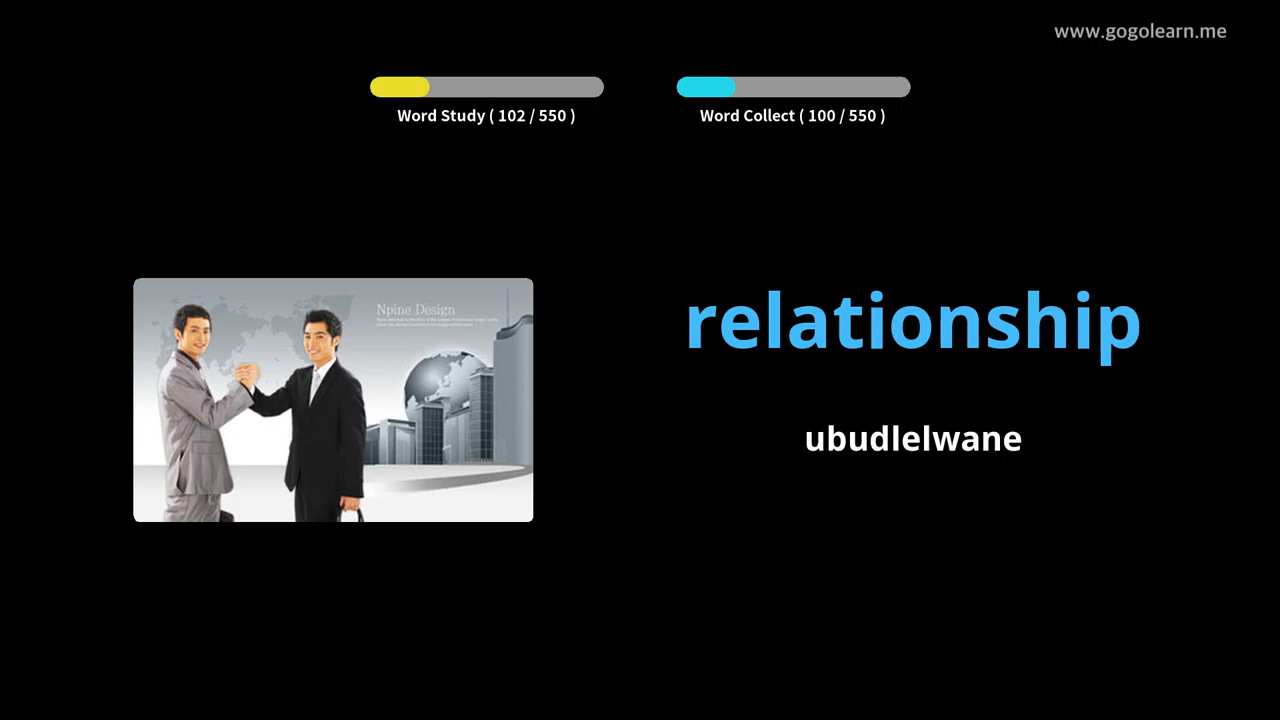 www.gogolearn.me
Word Study ( 102 / 550 )
Word Collect ( 100 / 550 )
Npine Design
relationship
ubudlelwane